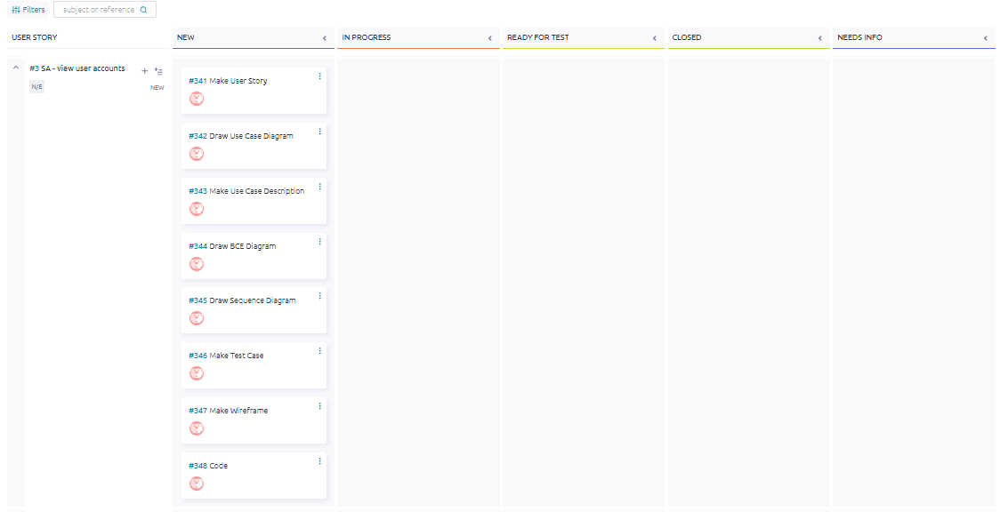 Filters
subject or reference
USER STORY
NEW
IN PROGRESS
READY FOR TEST
CLOSED
NEEDS INFO
#3 SA - view user accounts
N/E
NEW
#341 Make User Story
#342 Draw Use Case Diagram
#343 Make Use Case Description
#344 Draw BCE Diagram
#345 Draw Sequence Diagram
#346 Make Test Case
#347 Make Wireframe
#348 Code